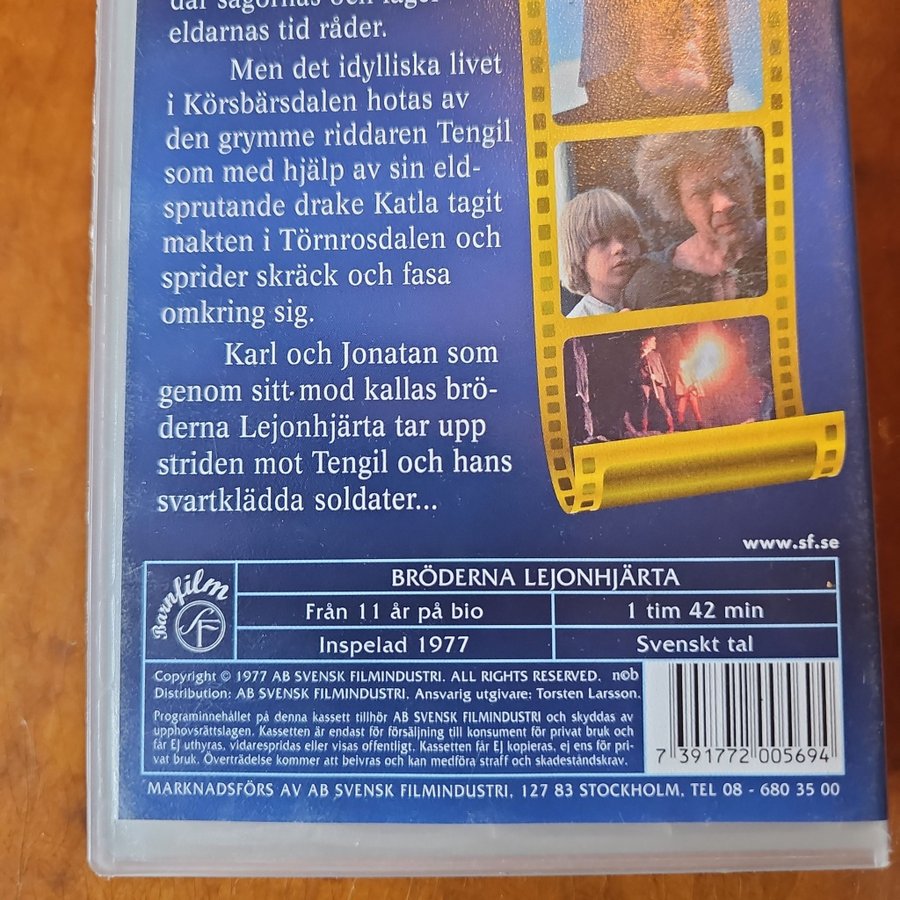 där sagornas och läger-
eldarnas tid råder.
Men det idylliska livet
i Körsbärsdalen hotas av
den grymme riddaren Tengil
som med hjälp av sin eld-
sprutande drake Katla tagit
makten i Törnrosdalen och
sprider skräck och fasa
omkring sig.
Karl och Jonatan som
genom sitt mod kallas brö-
derna Lejonhjärta tar upp
striden mot Tengil och hans
svartklädda soldater...
www.sf.se
Barnfilm
SF
BRÖDERNA LEJONHJÄRTA
Från 11 år på bio
1 tim 42 min
Inspelad 1977
Svenskt tal
Copyright © 1977 AB SVENSK FILMINDUSTRI. ALL RIGHTS RESERVED. n©b
Distribution: AB SVENSK FILMINDUSTRI. Ansvarig utgivare: Torsten Larsson.
Programinnehållet på denna kassett tillhör AB SVENSK FILMINDUSTRI och skyddas av
upphovsrättslagen. Kassetten är endast för försäljning till konsument för privat bruk och
får EJ uthyras, vidarespridas eller visas offentligt. Kassetten får EJ kopieras, ej ens för pri-
vat bruk. Överträdelse kommer att beivras och kan medföra straff och skadeståndskrav.
7 391772 005694
MARKNADSFÖRS AV AB SVENSK FILMINDUSTRI, 127 83 STOCKHOLM, TEL 08 - 680 35 00